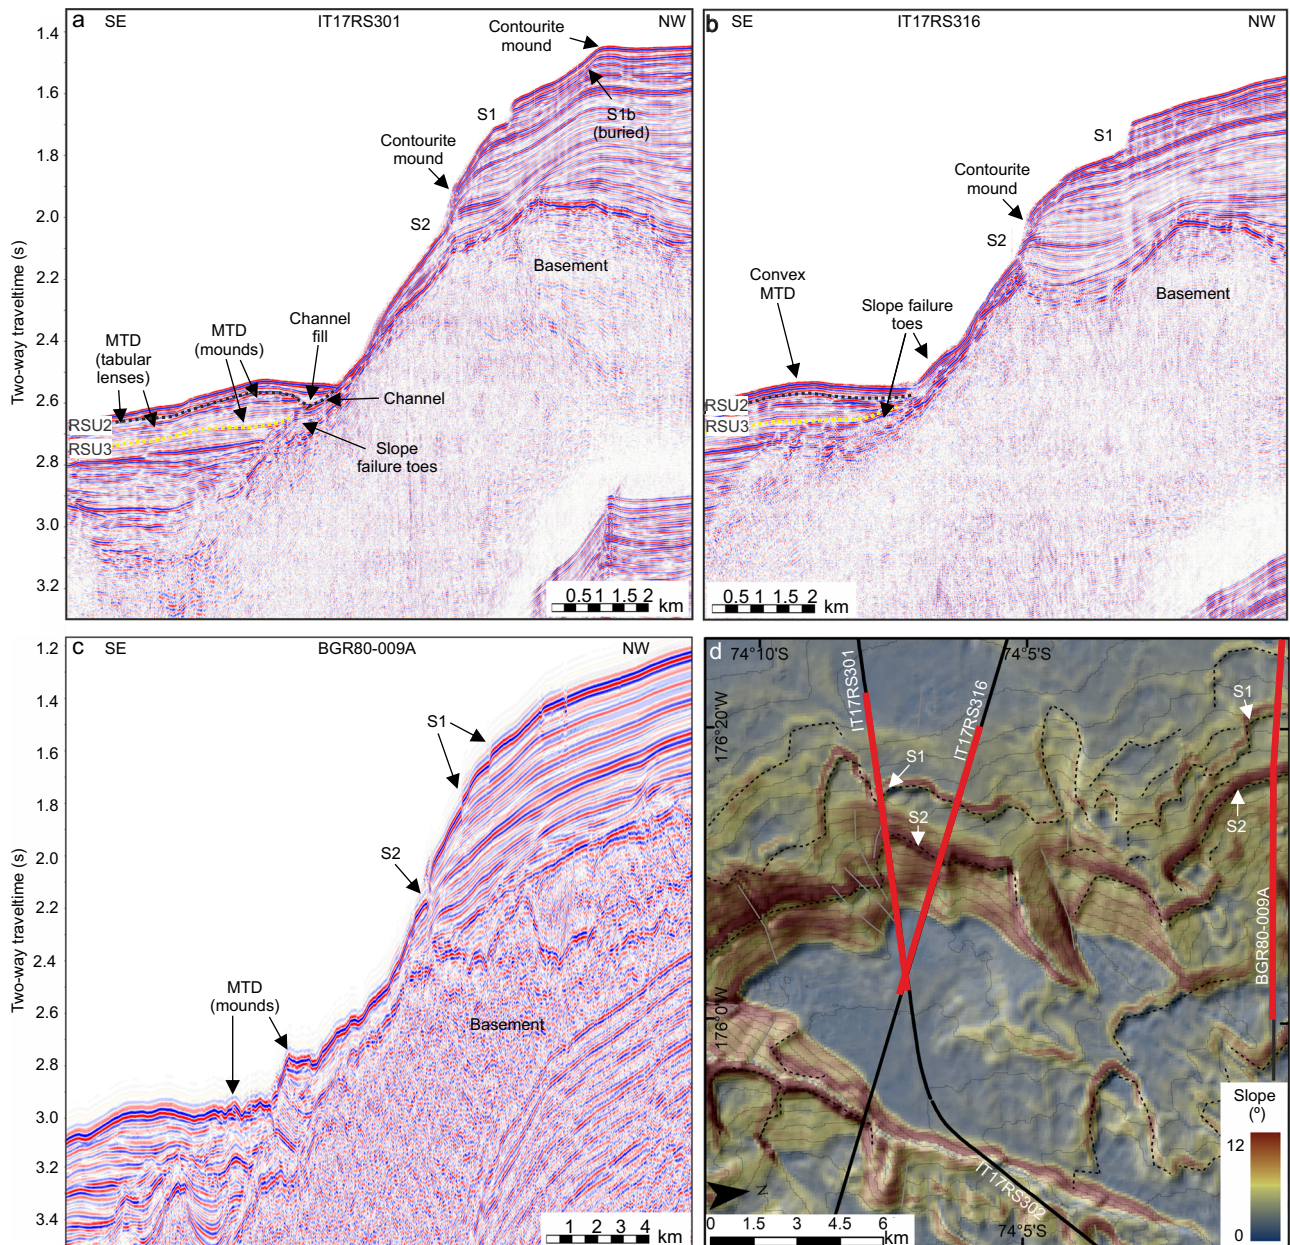 a
SE
IT17RS301
NW
Two-way traveltime (s)
1.4
1.6
1.8
2.0
2.2
2.4
2.6
2.8
3.0
3.2
Contourite
mound
S1
S1b
(buried)
Contourite
mound
S2
Basement
Channel
fill
MTD
(mounds)
MTD
(tabular
lenses)
Channel
RSU2
RSU3
Slope
failure toes
0.5 1 1.5 2
km
b
SE
IT17RS316
NW
S1
Contourite
mound
S2
Basement
Convex
MTD
Slope failure
toes
RSU2
RSU3
0.5 1 1.5 2
km
c
SE
BGR80-009A
NW
Two-way traveltime (s)
1.2
1.4
1.6
1.8
2.0
2.2
2.4
2.6
2.8
3.0
3.2
3.4
S1
S2
MTD
(mounds)
Basement
1 2 3 4
km
d
74°10'S
74°5'S
IT17RS301
IT17RS316
176°20'W
S1
S1
S2
S2
BGR80-009A
176°0'W
IT17RS302
N
74°5'S
0 1.5 3 4.5 6
km
Slope
(º)
12
0